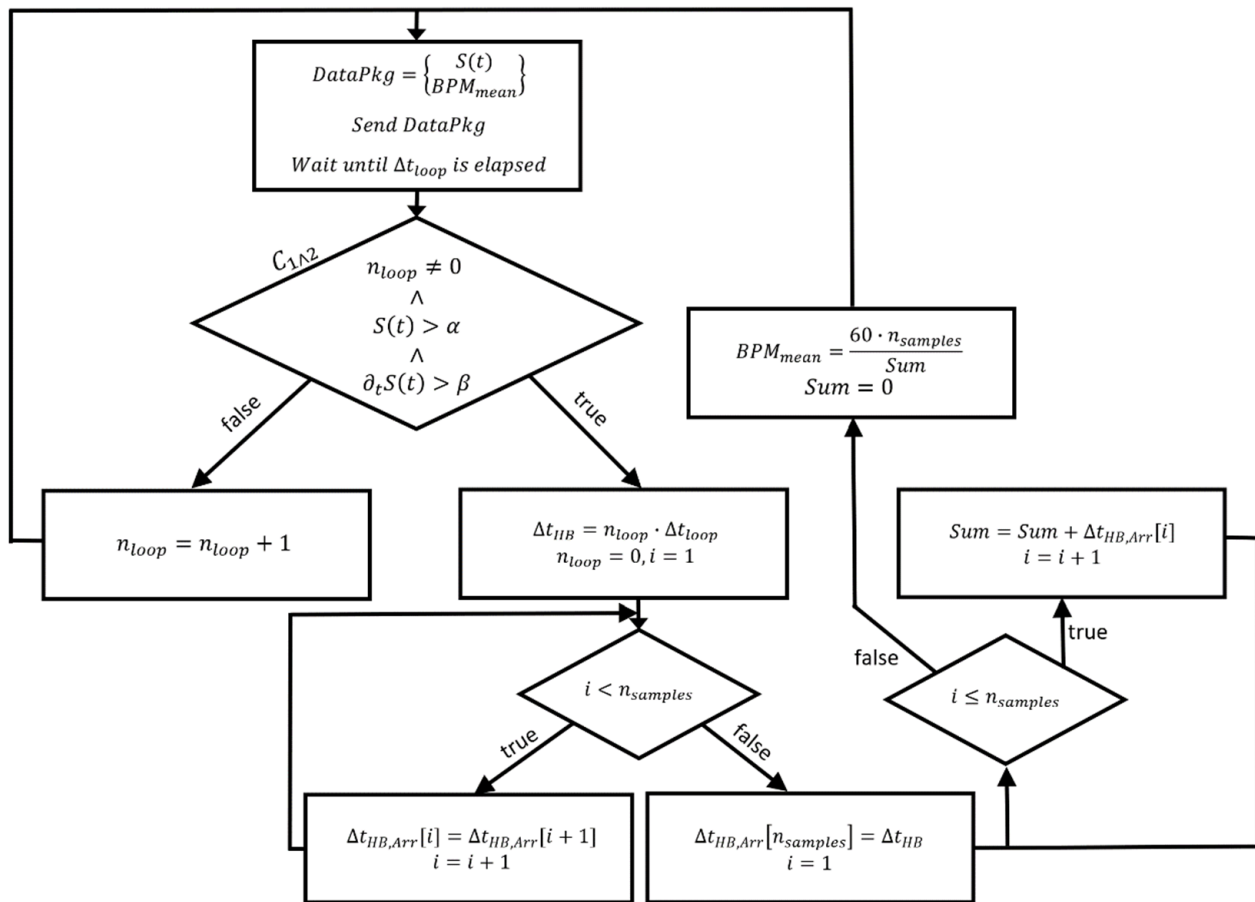 DataPkg = { S(t)
BPM_mean }
Send DataPkg
Wait until Δt_loop is elapsed
C_1∧2
n_loop ≠ 0
∧
S(t) > α
∧
∂_t S(t) > β
false
true
n_loop = n_loop + 1
Δt_HB = n_loop · Δt_loop
n_loop = 0, i = 1
i < n_samples
true
false
Δt_HB,Arr[i] = Δt_HB,Arr[i + 1]
i = i + 1
Δt_HB,Arr[n_samples] = Δt_HB
i = 1
i ≤ n_samples
false
true
Sum = Sum + Δt_HB,Arr[i]
i = i + 1
BPM_mean = 60 · n_samples / Sum
Sum = 0